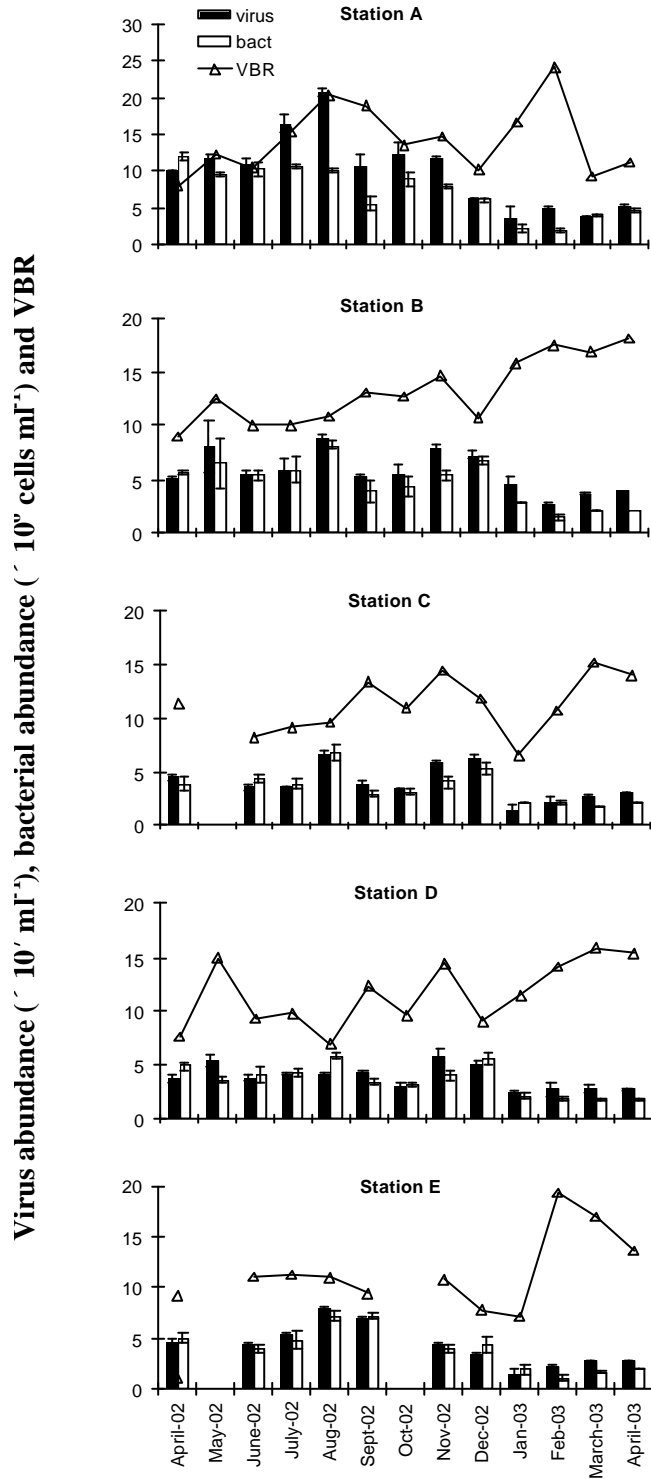 Station A
virus
bact
VBR
30
25
20
15
10
5
0
Station B
20
15
10
5
0
Station C
20
15
10
5
0
Station D
20
15
10
5
0
Station E
20
15
10
5
0
April-02 May-02 June-02 July-02 Aug-02 Sept-02 Oct-02 Nov-02 Dec-02 Jan-03 Feb-03 March-03 April-03
Virus abundance (´ 10 ml⁻¹), bacterial abundance (´ 10 cells ml⁻¹) and VBR